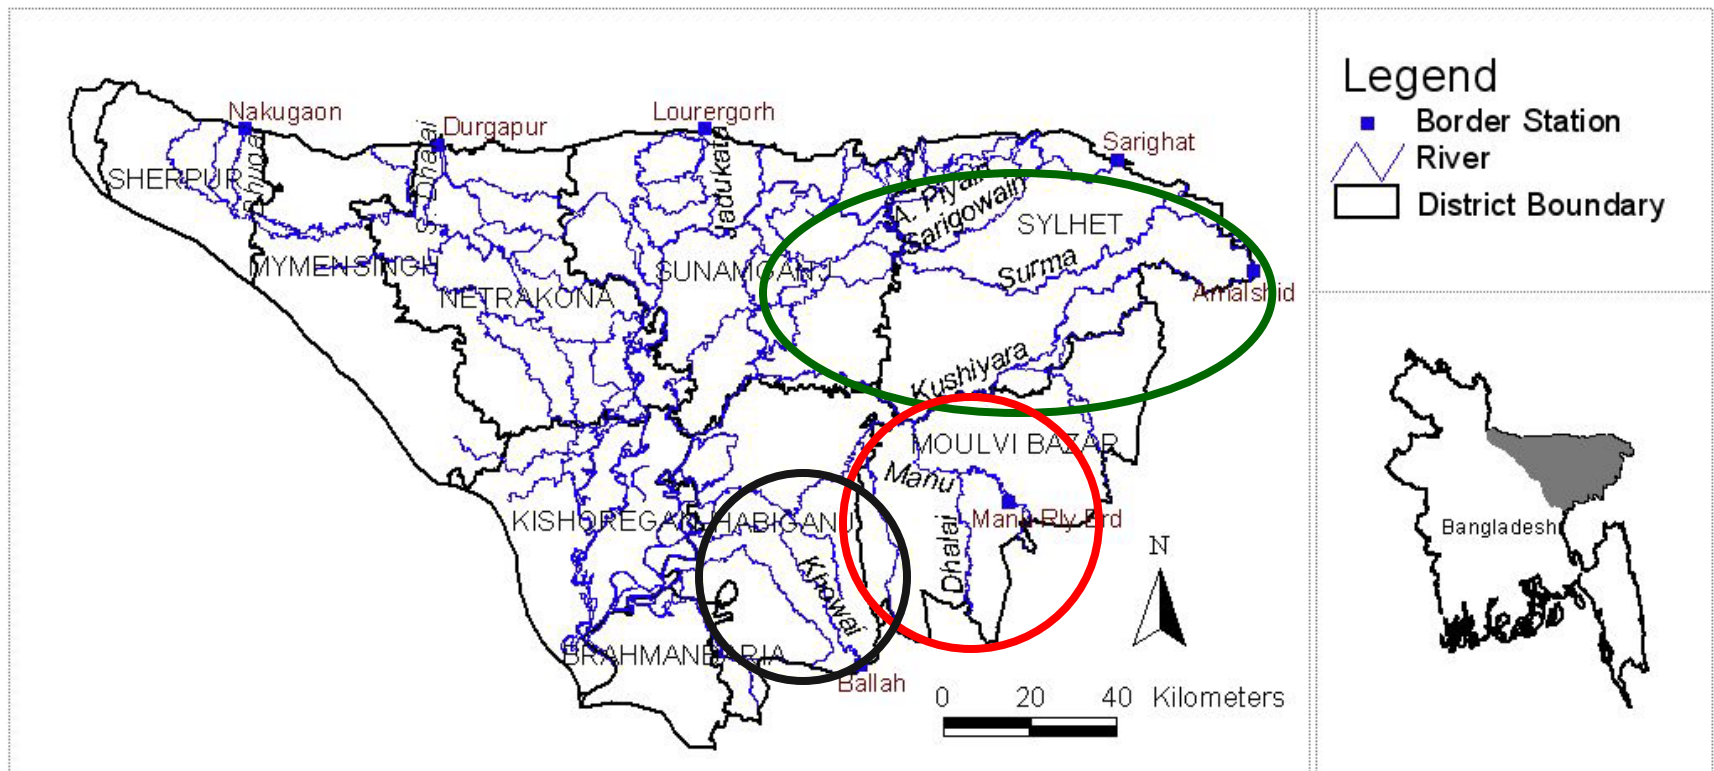 Legend
Border Station
River
District Boundary
Nakugaon
Durgapur
Lourergorh
Sarighat
SHERPUR
Bhugai
S. Dhalai
Jadukata
A. Piyain
Sarigowain
SYLHET
MYMENSINGH
NETRAKONA
SUNAMGANJ
Surma
Amalshid
Kushiyara
MOULVI BAZAR
Manu
KISHOREGANJ
Manu Rly Brd
Dhalai
Khowai
BRAHMANBARIA
Ballah
N
0 20 40 Kilometers
Bangladesh